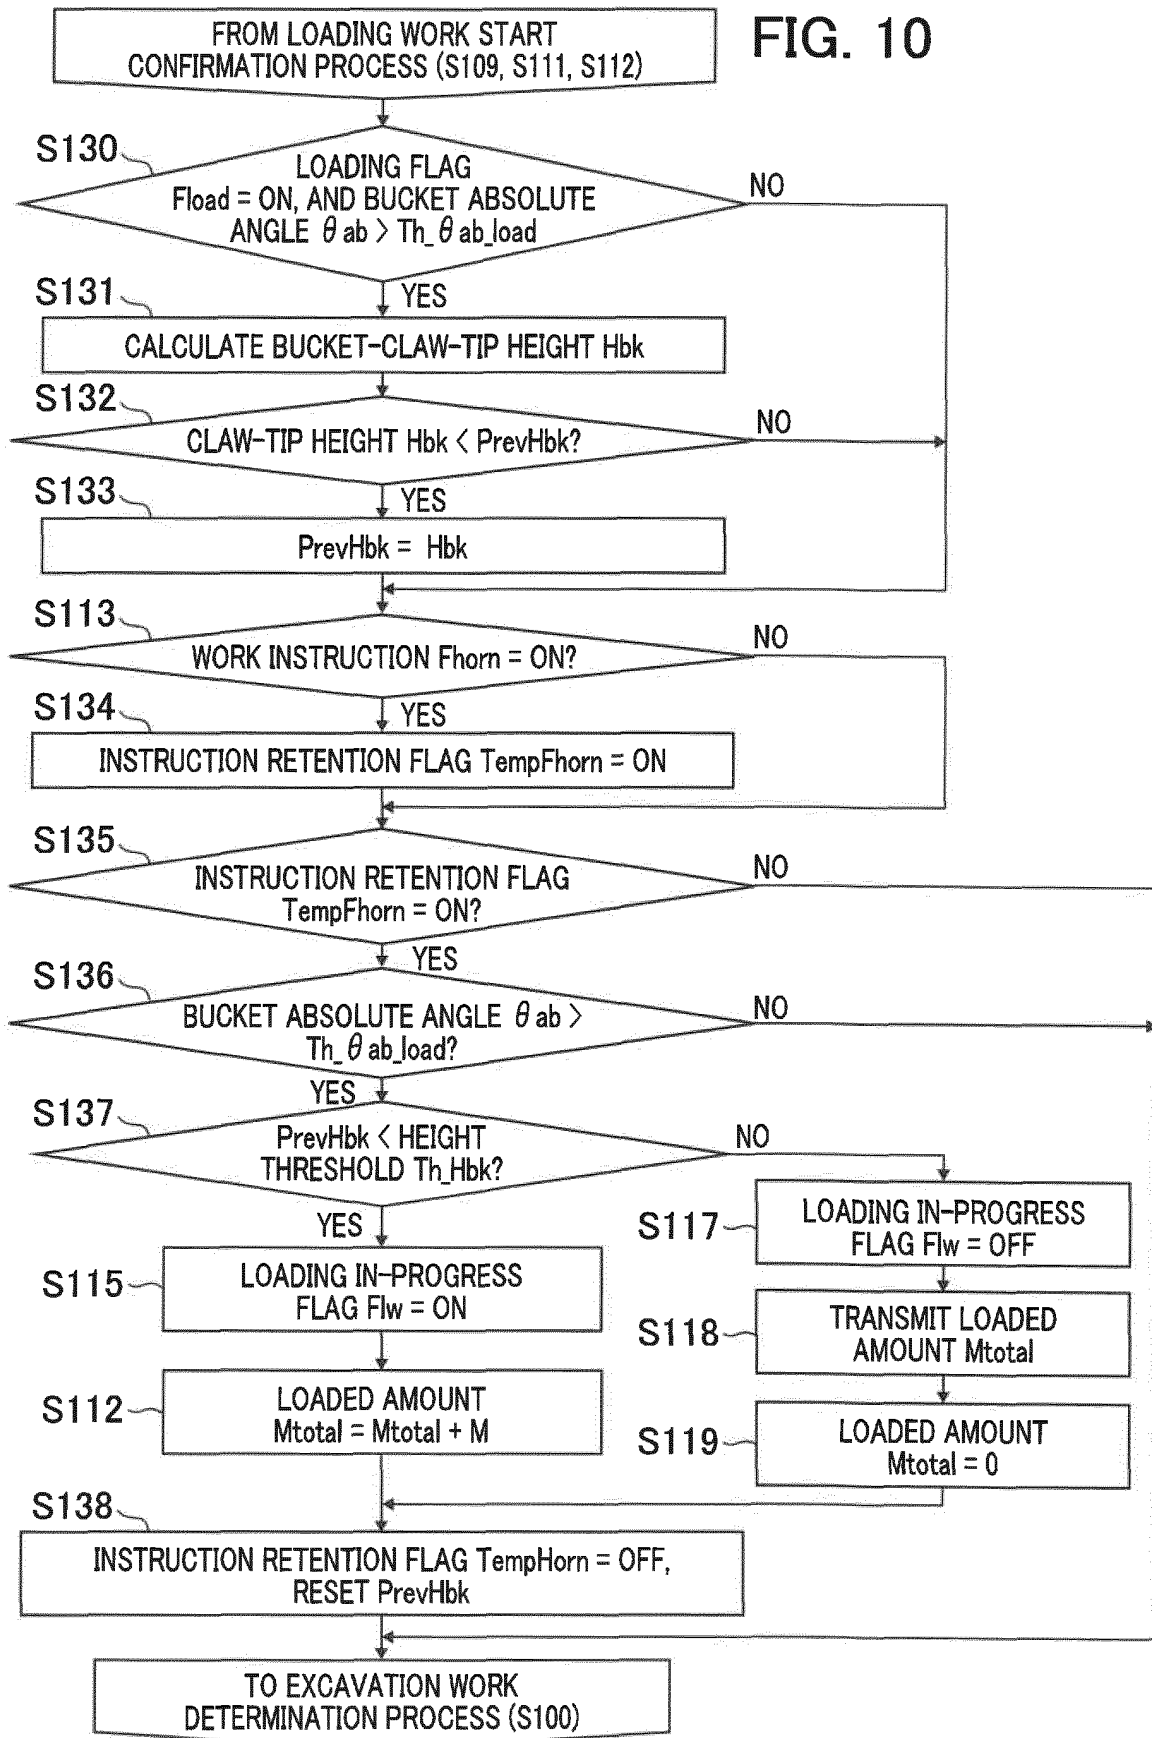 FROM LOADING WORK START
CONFIRMATION PROCESS (S109, S111, S112)
FIG. 10
S130
LOADING FLAG
Fload = ON, AND BUCKET ABSOLUTE
ANGLE θab > Th_θab_load
NO
YES
S131
CALCULATE BUCKET-CLAW-TIP HEIGHT Hbk
S132
CLAW-TIP HEIGHT Hbk < PrevHbk?
NO
YES
S133
PrevHbk = Hbk
S113
WORK INSTRUCTION Fhorn = ON?
NO
YES
S134
INSTRUCTION RETENTION FLAG TempFhorn = ON
S135
INSTRUCTION RETENTION FLAG
TempFhorn = ON?
NO
YES
S136
BUCKET ABSOLUTE ANGLE θab >
Th_θab_load?
NO
YES
S137
PrevHbk < HEIGHT
THRESHOLD Th_Hbk?
NO
YES
S117
LOADING IN-PROGRESS
FLAG Flw = OFF
S115
LOADING IN-PROGRESS
FLAG Flw = ON
S118
TRANSMIT LOADED
AMOUNT Mtotal
S112
LOADED AMOUNT
Mtotal = Mtotal + M
S119
LOADED AMOUNT
Mtotal = 0
S138
INSTRUCTION RETENTION FLAG TempHorn = OFF,
RESET PrevHbk
TO EXCAVATION WORK
DETERMINATION PROCESS (S100)